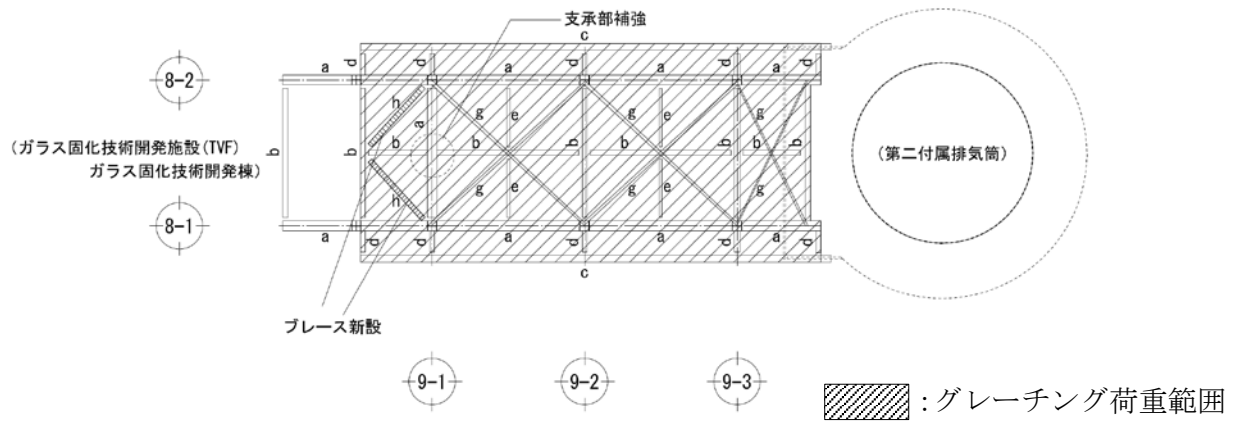 支承部補強
c
d d d d d
a a a a a
8-2
h g e g e g
a
(ガラス固化技術開発施設(TVF)
ガラス固化技術開発棟)
b b b b b b b b
(第二付属排気筒)
h g e g e g
8-1
a a a a
d d d d d
c
ブレース新設
9-1 9-2 9-3
:グレーチング荷重範囲